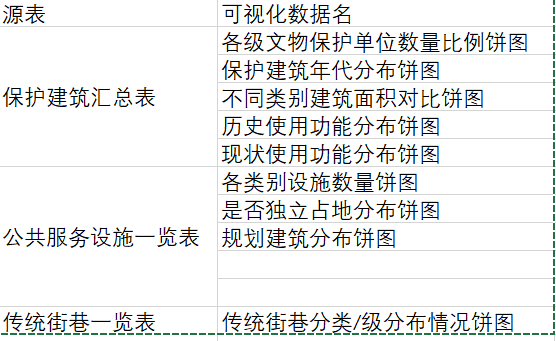 源表 可视化数据名
各级文物保护单位数量比例饼图
保护建筑年代分布饼图
保护建筑汇总表 不同类别建筑面积对比饼图
历史使用功能分布饼图
现状使用功能分布饼图
各类别设施数量饼图
是否独立占地分布饼图
公共服务设施一览表 规划建筑分布饼图
传统街巷一览表 传统街巷分类/级分布情况饼图